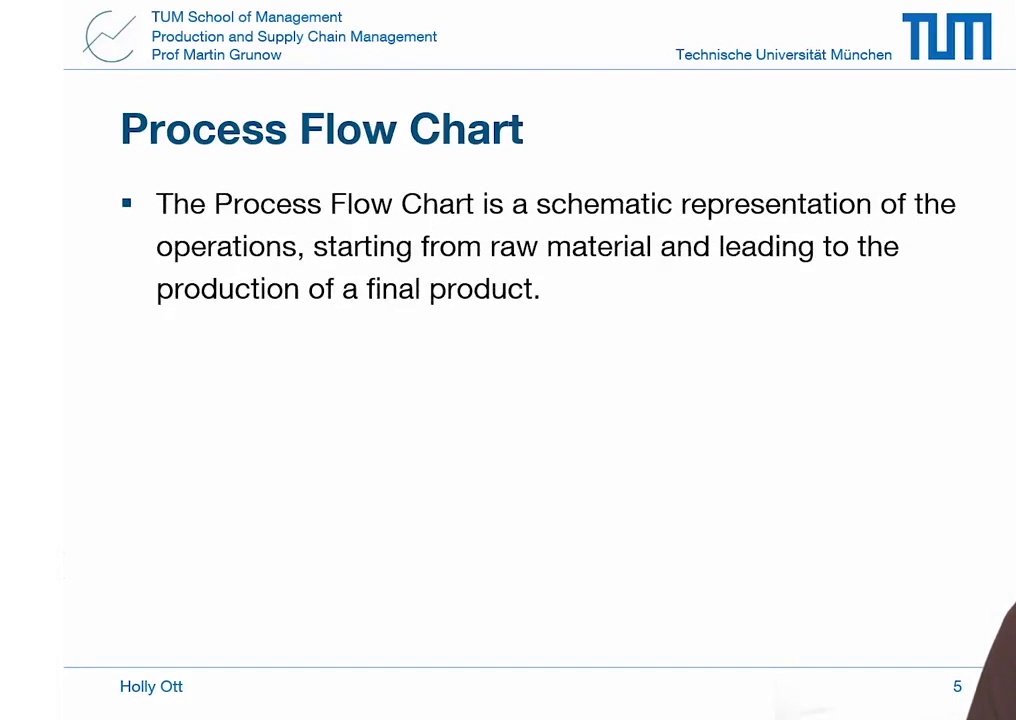 TUM School of Management
Production and Supply Chain Management
Prof Martin Grunow
Technische Universität München
TUM
Process Flow Chart
▪ The Process Flow Chart is a schematic representation of the
operations, starting from raw material and leading to the
production of a final product.
Holly Ott
5